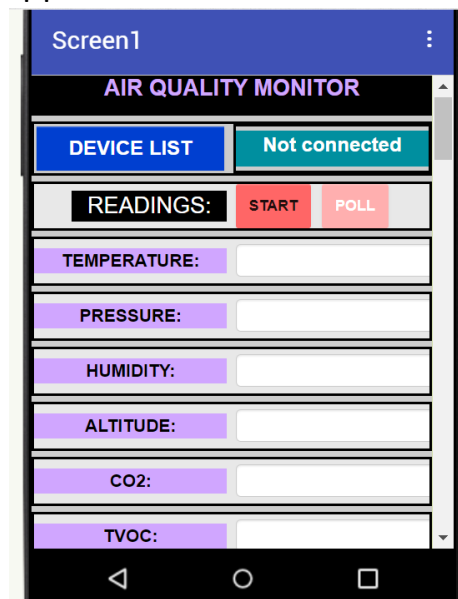 Screen1
AIR QUALITY MONITOR
DEVICE LIST Not connected
READINGS: START POLL
TEMPERATURE:
PRESSURE:
HUMIDITY:
ALTITUDE:
CO2:
TVOC: